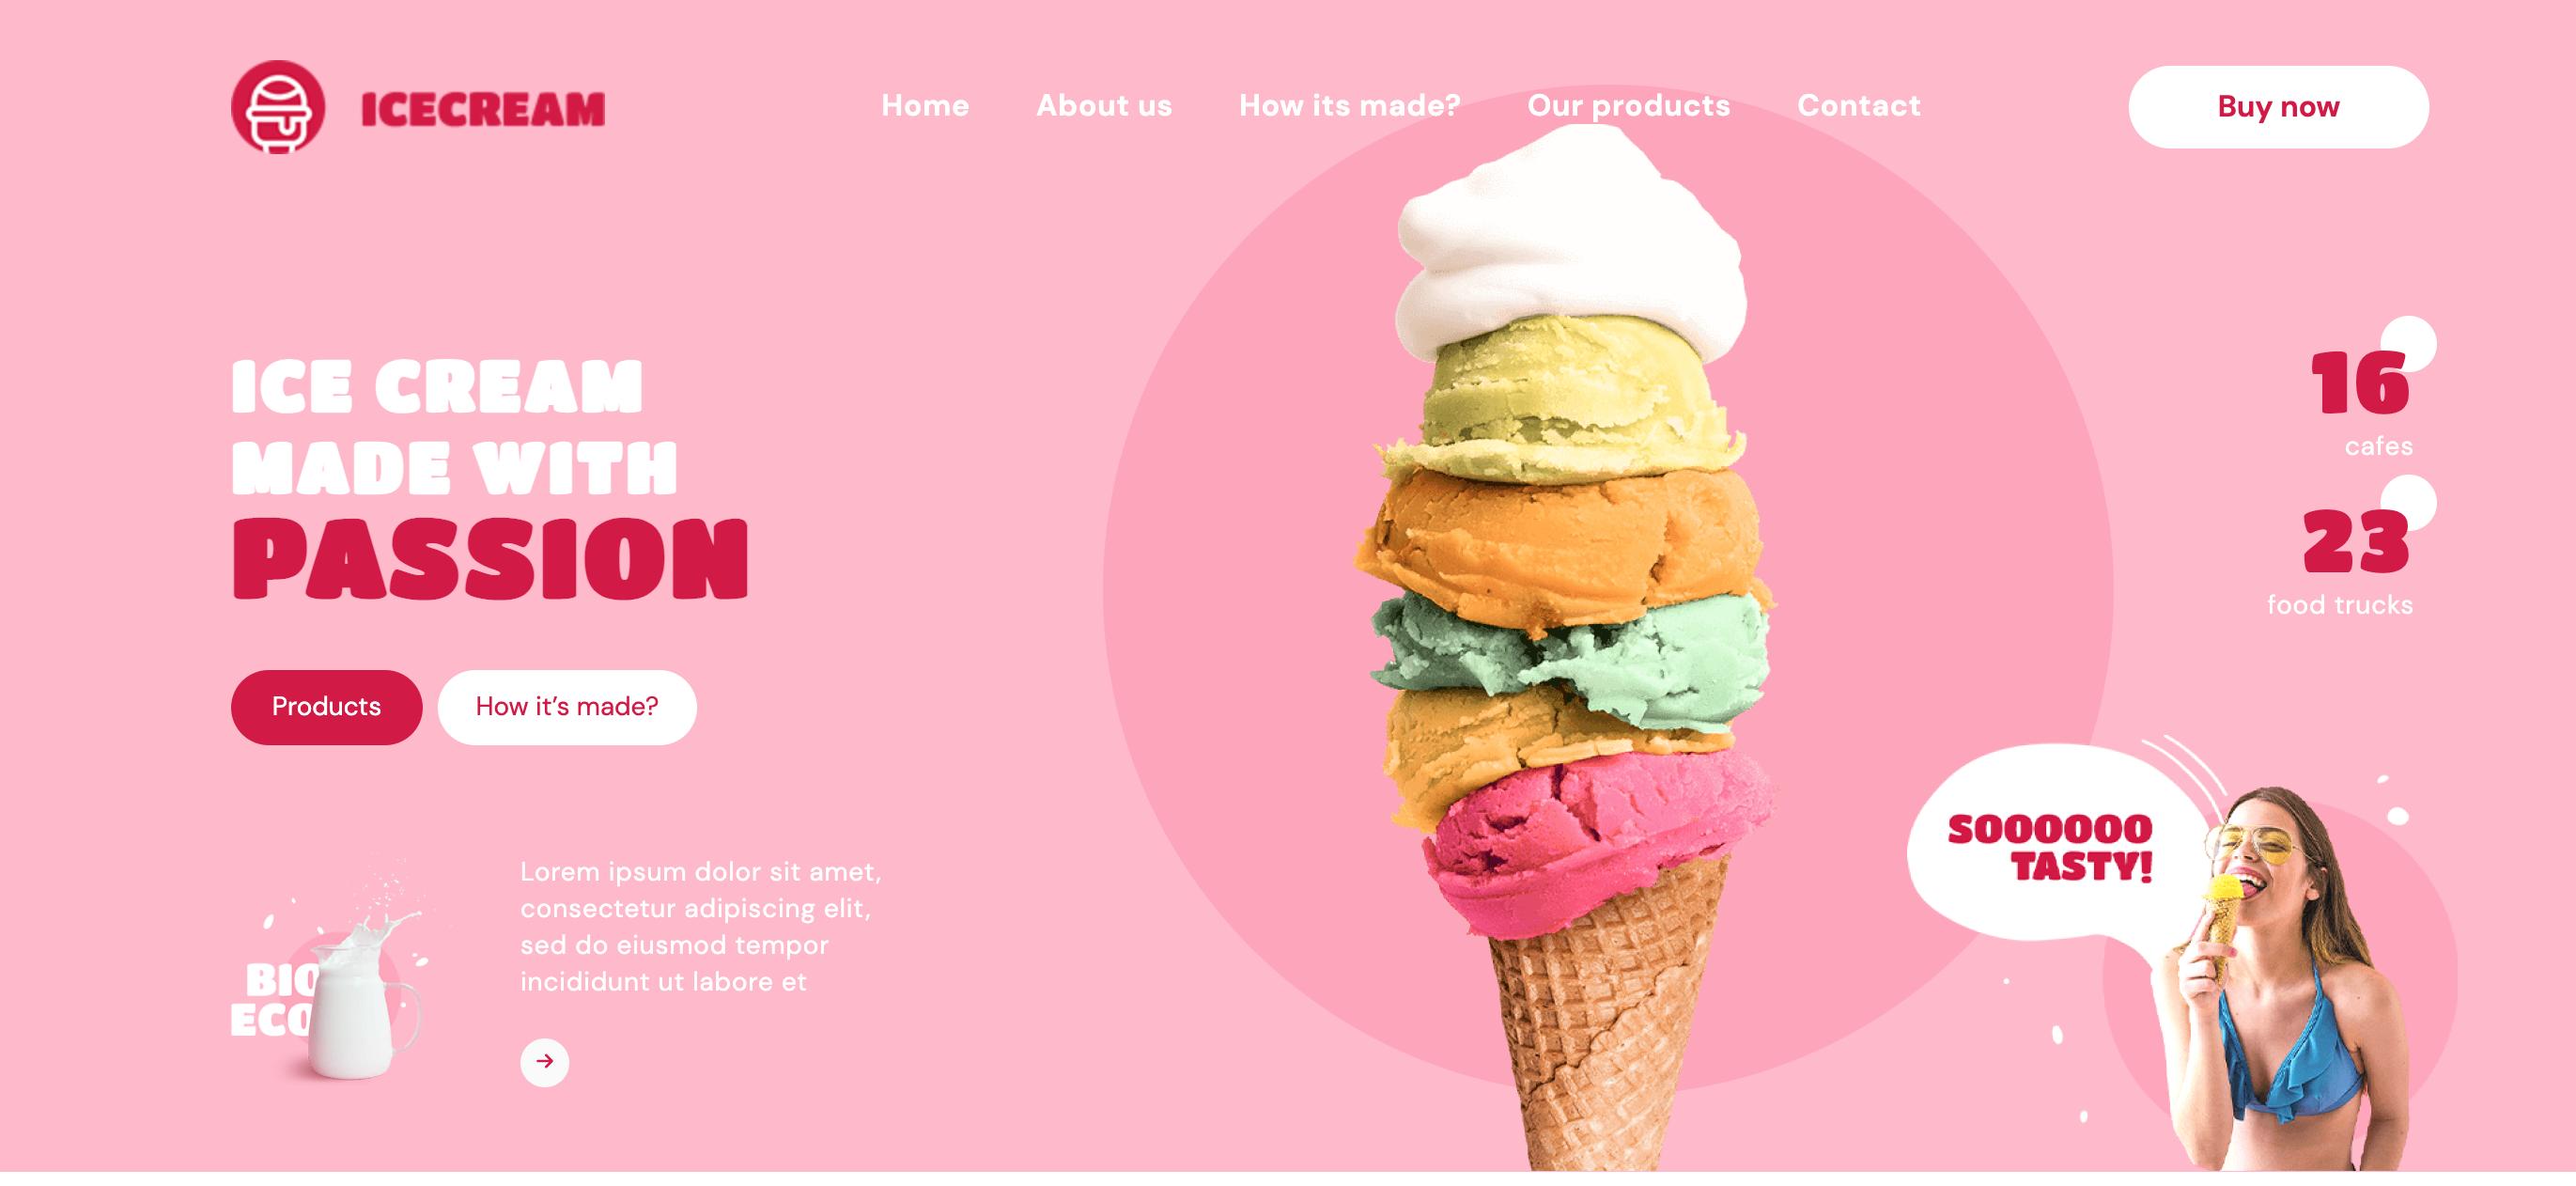 ICECREAM
Home About us How its made? Our products Contact
Buy now
ICE CREAM
MADE WITH
PASSION
Products How it’s made?
16
cafes
23
food trucks
SOOOOOO
TASTY!
BIO
ECO
Lorem ipsum dolor sit amet,
consectetur adipiscing elit,
sed do eiusmod tempor
incididunt ut labore et